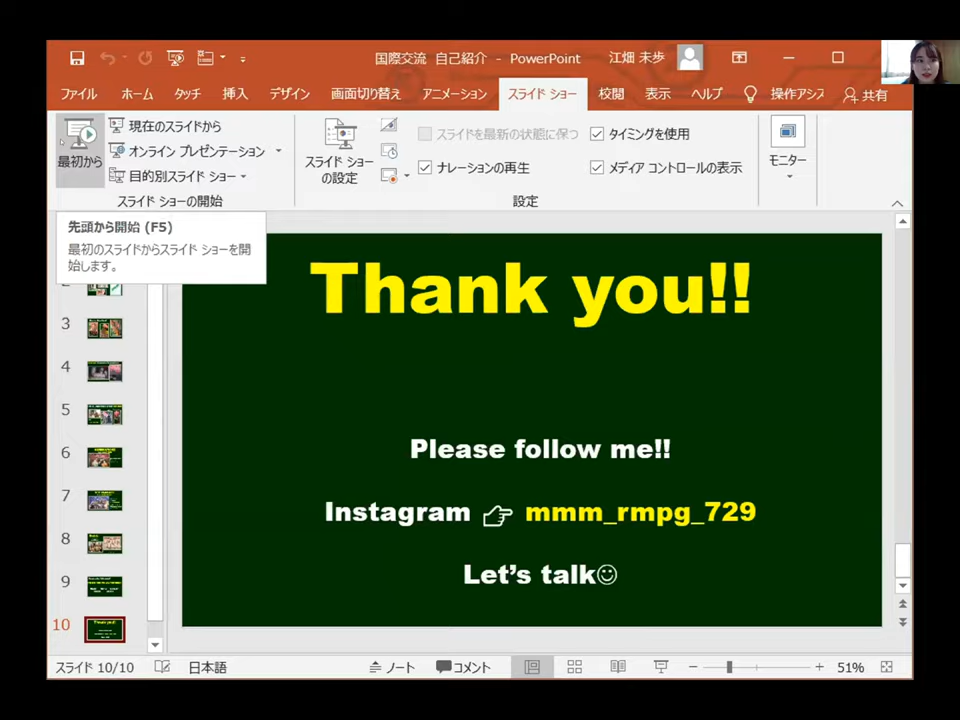 国際交流 自己紹介 - PowerPoint
江畑 未歩
ファイル ホーム タッチ 挿入 デザイン 画面切り替え アニメーション スライド ショー 校閲 表示 ヘルプ 操作アシス 共有
最初から
現在のスライドから
オンライン プレゼンテーション
目的別スライド ショー
スライド ショーの開始
スライド ショー
の設定
スライドを最新の状態に保つ
ナレーションの再生
タイミングを使用
メディア コントロールの表示
設定
モニター
先頭から開始 (F5)
最初のスライドからスライド ショーを開
始します。
2
3
4
5
6
7
8
9
10
Thank you!!
Please follow me!!
Instagram 👉 mmm_rmpg_729
Let's talk☺
スライド 10/10 日本語 ノート コメント 51%